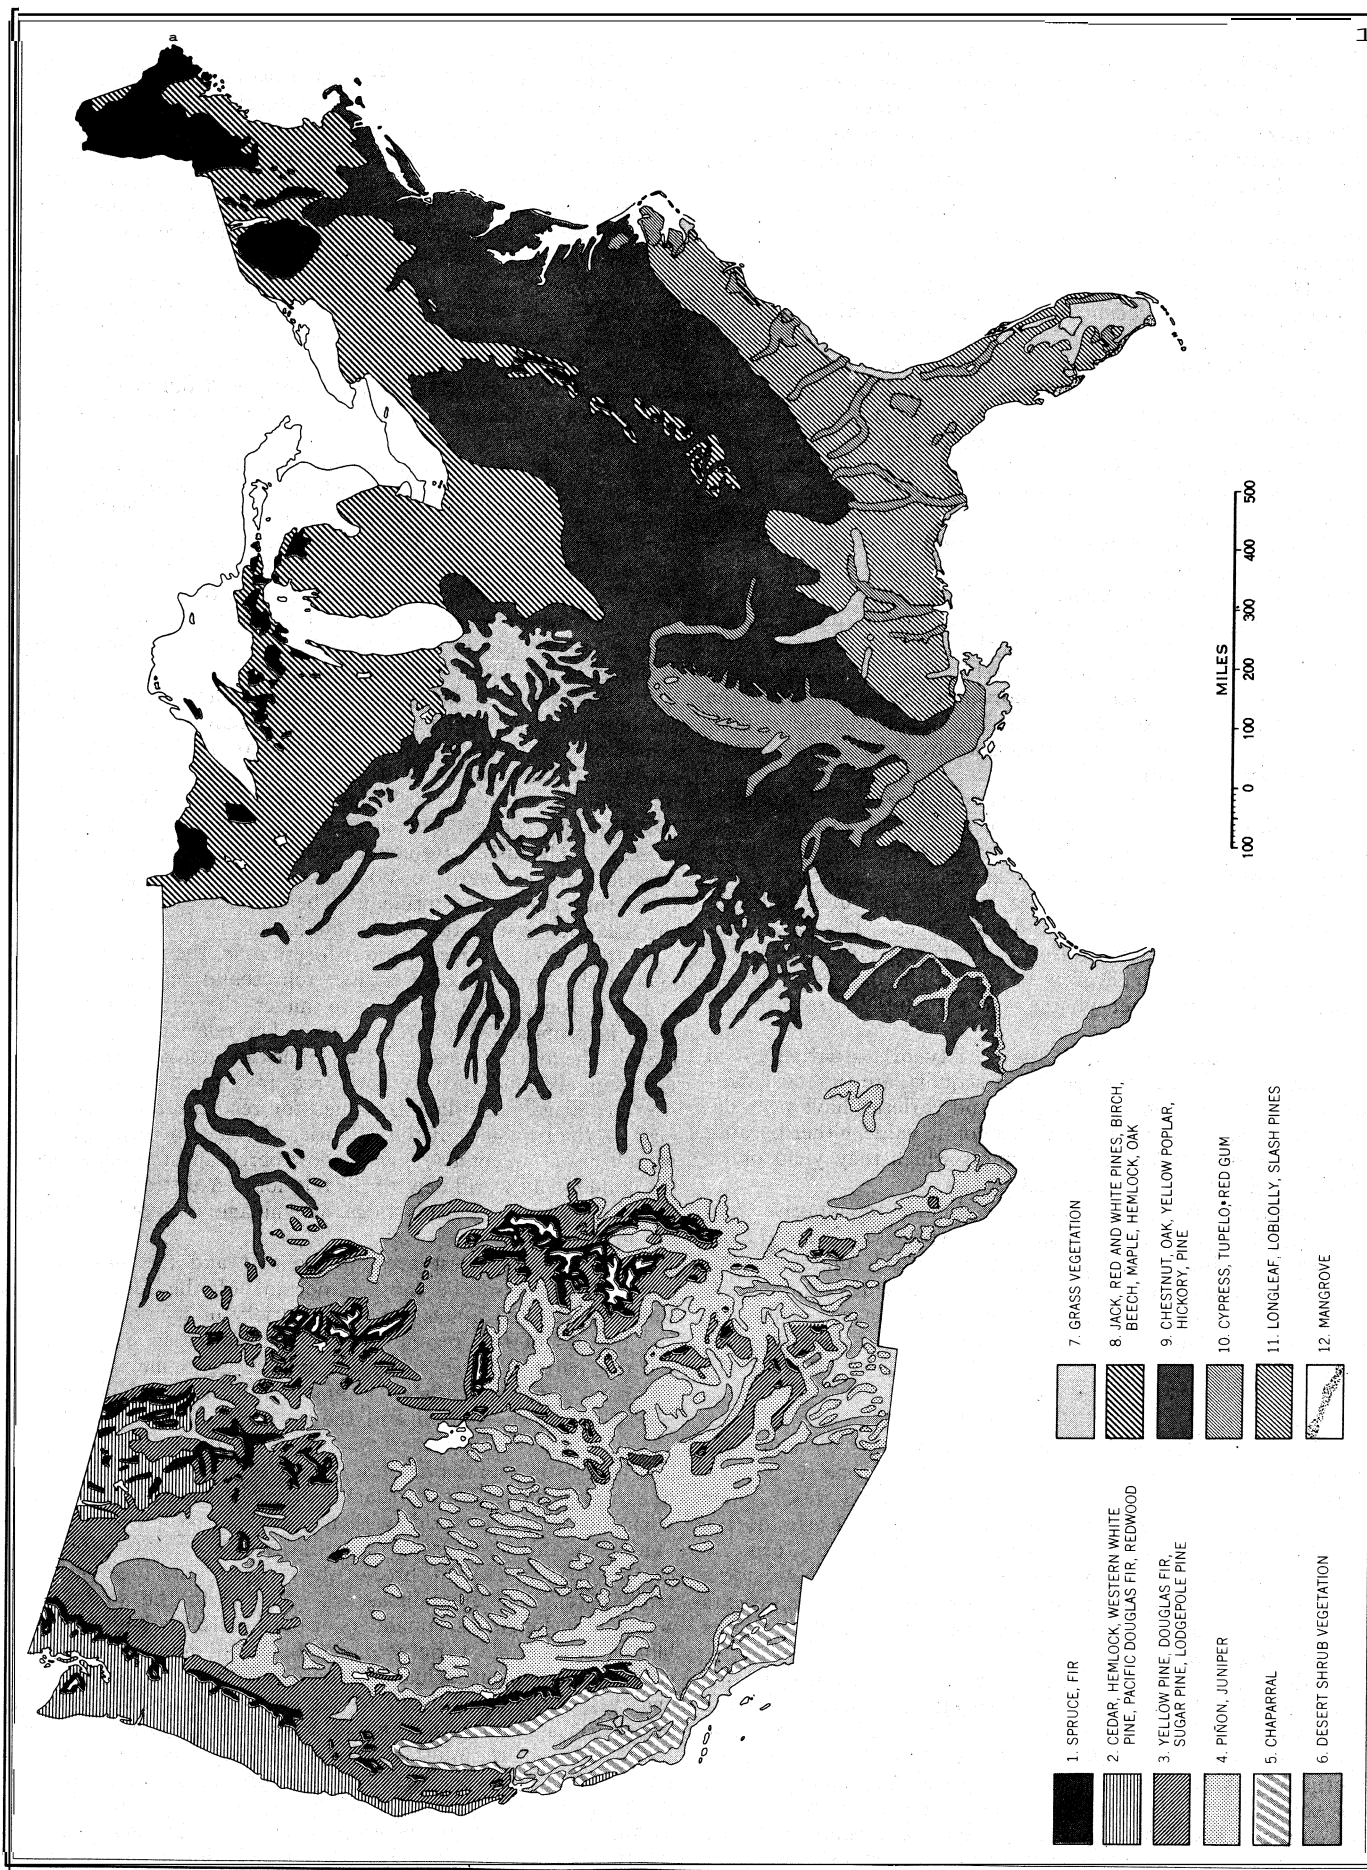 a
1
MILES
100 0 100 200 300 400 500
1. SPRUCE, FIR
2. CEDAR, HEMLOCK, WESTERN WHITE
PINE, PACIFIC DOUGLAS FIR, REDWOOD
3. YELLOW PINE, DOUGLAS FIR,
SUGAR PINE, LODGEPOLE PINE
4. PIÑON, JUNIPER
5. CHAPARRAL
6. DESERT SHRUB VEGETATION
7. GRASS VEGETATION
8. JACK, RED AND WHITE PINES, BIRCH,
BEECH, MAPLE, HEMLOCK, OAK
9. CHESTNUT, OAK, YELLOW POPLAR,
HICKORY, PINE
10. CYPRESS, TUPELO, RED GUM
11. LONGLEAF, LOBLOLLY, SLASH PINES
12. MANGROVE